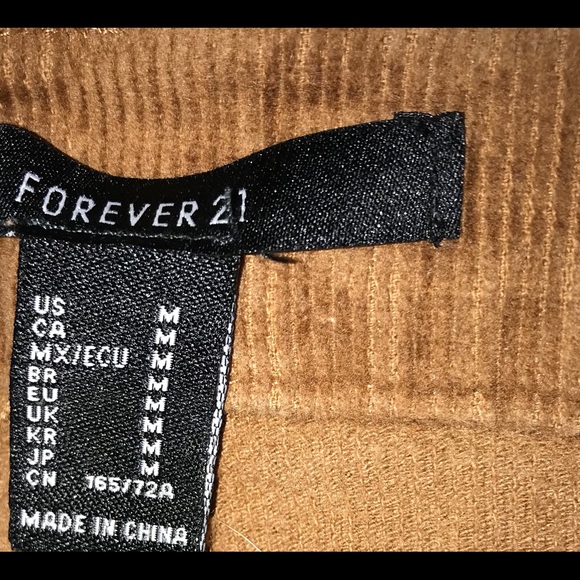 FOREVER 21
US M
CA M
MX/ECU M
BR M
EU M
UK M
KR M
JP M
CN 165/72A
MADE IN CHINA